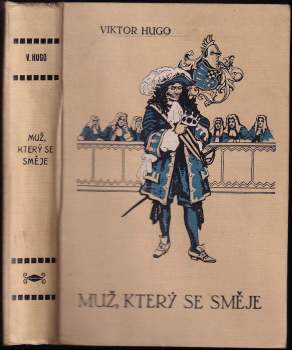 V. HUGO
MUŽ,
KTERÝ SE
SMĚJE
VIKTOR HUGO
MUŽ, KTERÝ SE SMĚJE